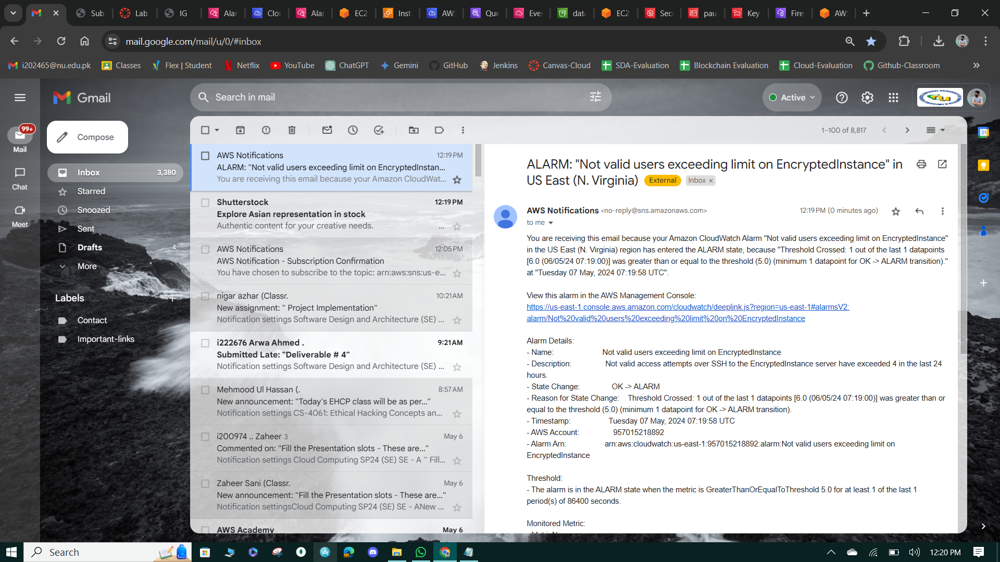 Sub
Lab
IG
Alar
Clou
Alar
EC2
Inst
AWS
Que
Ever
data
EC2
Secr
pau
Key
Fire
AWS
mail.google.com/mail/u/0/#inbox
i202465@nu.edu.pk
Classes
Flex | Student
Netflix
YouTube
ChatGPT
Gemini
GitHub
Jenkins
Canvas-Cloud
SDA-Evaluation
Blockchain Evaluation
Cloud-Evaluation
Github-Classroom
Gmail
Search in mail
Active
99+
Mail
Chat
Meet
Compose
Inbox 3,380
Starred
Snoozed
Sent
Drafts 4
More
Labels
Contact
Important-links
1–100 of 8,817
AWS Notifications 12:19 PM
ALARM: "Not valid users exceeding limit on EncryptedInstan...
You are receiving this email because your Amazon CloudWat...
Shutterstock 12:19 PM
Explore Asian representation in stock
Authentic content for your creative needs. ...
AWS Notifications 12:05 PM
AWS Notification - Subscription Confirmation
You have chosen to subscribe to the topic: arn:aws:sns:us-e...
nigar azhar (Classr. 10:21 AM
New assignment: " Project Implementation"
Notification settings Software Design and Architecture (SE) ...
i222676 Arwa Ahmed . 9:21 AM
Submitted Late: "Deliverable # 4"
Notification settings Software Design and Architecture (SE) ...
Mehmood Ul Hassan (. 8:57 AM
New announcement: "Today's EHCP class will be as per..."
Notification settings CS-4061: Ethical Hacking Concepts an...
i200974 .. Zaheer 3 May 6
Commented on: "Fill the Presentation slots - These are..."
Notification settings Cloud Computing SP24 (SE) SE - A " Fill...
Zaheer Sani (Classr. May 6
New announcement: "Fill the Presentation slots - These are..."
Notification settingsCloud Computing SP24 (SE) SE - ANew ...
AWS Academy May 6
ALARM: "Not valid users exceeding limit on EncryptedInstance" in
US East (N. Virginia) External Inbox ×
AWS Notifications <no-reply@sns.amazonaws.com> 12:19 PM (0 minutes ago)
to me
You are receiving this email because your Amazon CloudWatch Alarm "Not valid users exceeding limit on EncryptedInstance"
in the US East (N. Virginia) region has entered the ALARM state, because "Threshold Crossed: 1 out of the last 1 datapoints
[6.0 (06/05/24 07:19:00)] was greater than or equal to the threshold (5.0) (minimum 1 datapoint for OK -> ALARM transition)."
at "Tuesday 07 May, 2024 07:19:58 UTC".
View this alarm in the AWS Management Console:
https://us-east-1.console.aws.amazon.com/cloudwatch/deeplink.js?region=us-east-1#alarmsV2:
alarm/Not%20valid%20users%20exceeding%20limit%20on%20EncryptedInstance
Alarm Details:
- Name: Not valid users exceeding limit on EncryptedInstance
- Description: Not valid access attempts over SSH to the EncryptedInstance server have exceeded 4 in the last 24
hours.
- State Change: OK -> ALARM
- Reason for State Change: Threshold Crossed: 1 out of the last 1 datapoints [6.0 (06/05/24 07:19:00)] was greater than or
equal to the threshold (5.0) (minimum 1 datapoint for OK -> ALARM transition).
- Timestamp: Tuesday 07 May, 2024 07:19:58 UTC
- AWS Account: 957015218892
- Alarm Arn: arn:aws:cloudwatch:us-east-1:957015218892:alarm:Not valid users exceeding limit on
EncryptedInstance
Threshold:
- The alarm is in the ALARM state when the metric is GreaterThanOrEqualToThreshold 5.0 for at least 1 of the last 1
period(s) of 86400 seconds.
Monitored Metric:
31
Search
12:20 PM